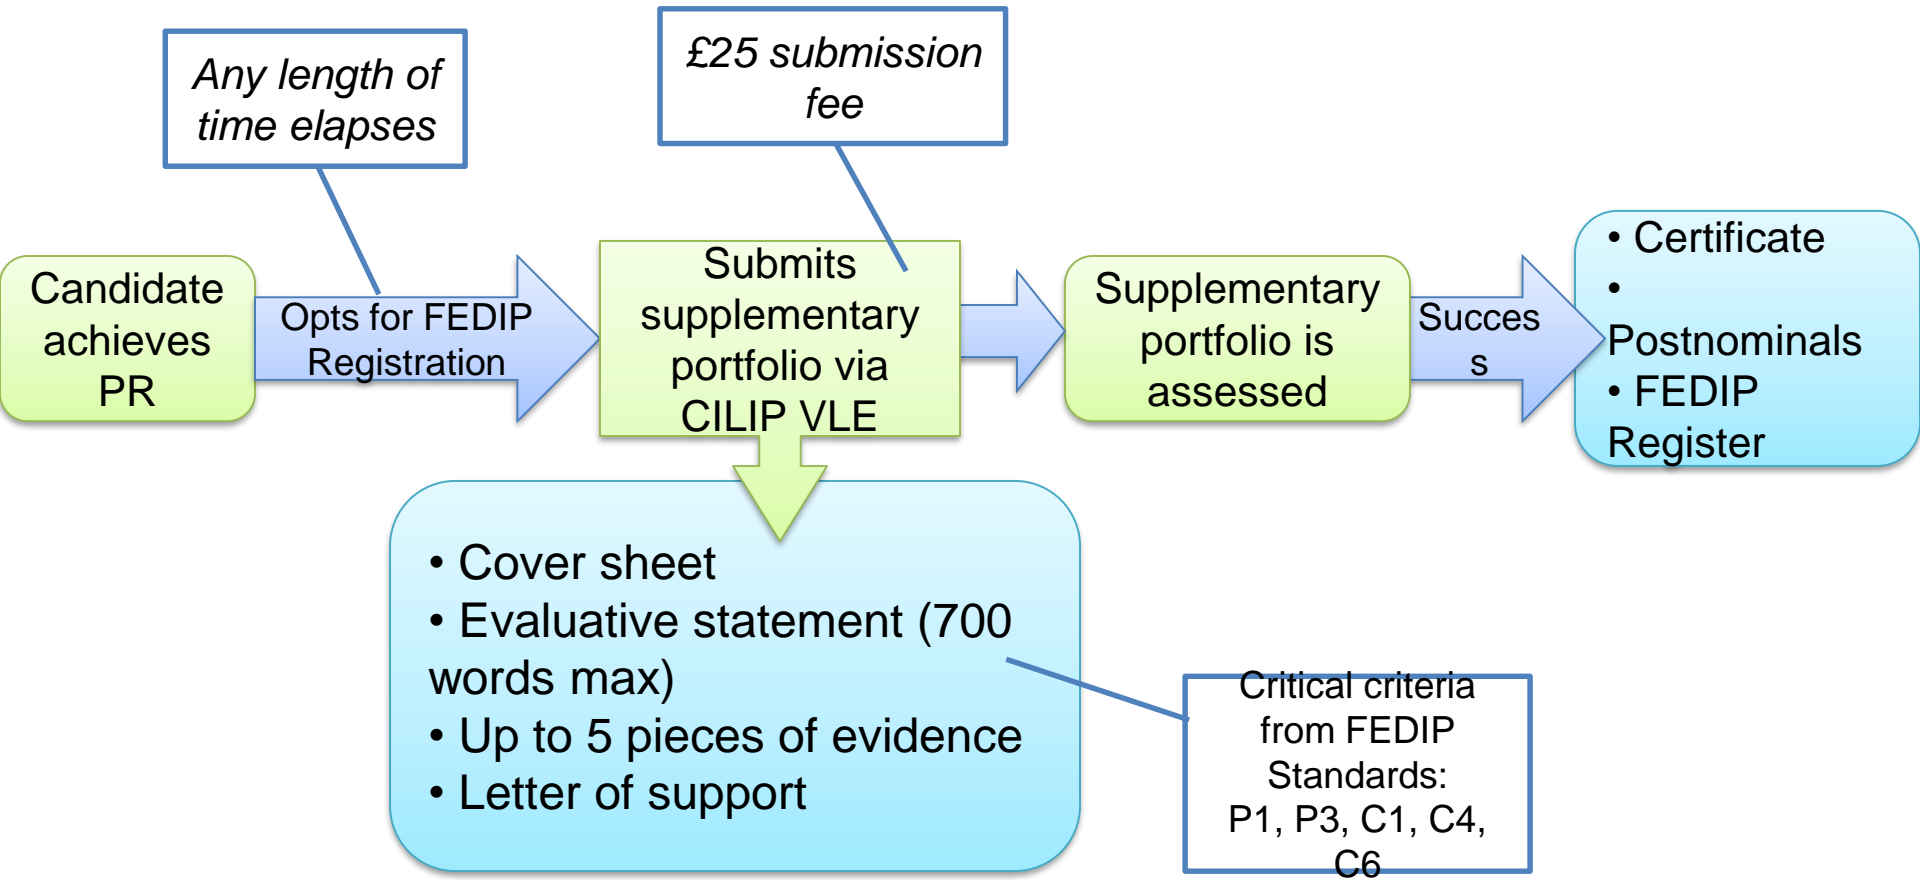 Any length of
time elapses
£25 submission
fee
Candidate
achieves
PR
Opts for FEDIP
Registration
Submits
supplementary
portfolio via
CILIP VLE
Supplementary
portfolio is
assessed
Succes
s
• Certificate
•
Postnominals
• FEDIP
Register
• Cover sheet
• Evaluative statement (700
words max)
• Up to 5 pieces of evidence
• Letter of support
Critical criteria
from FEDIP
Standards:
P1, P3, C1, C4,
C6